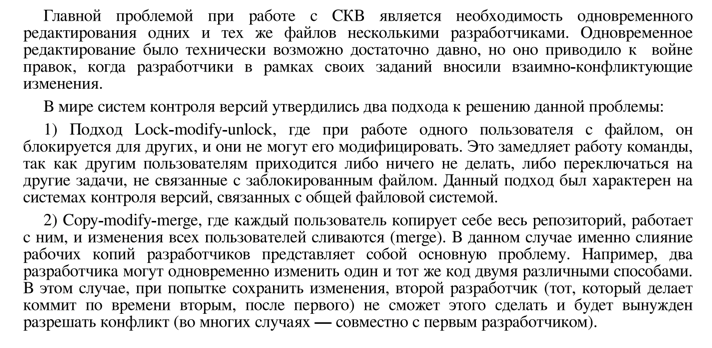 Главной проблемой при работе с СКВ является необходимость одновременного
редактирования одних и тех же файлов несколькими разработчиками. Одновременное
редактирование было технически возможно достаточно давно, но оно приводило к войне
правок, когда разработчики в рамках своих заданий вносили взаимно-конфликтующие
изменения.
В мире систем контроля версий утвердились два подхода к решению данной проблемы:
1) Подход Lock-modify-unlock, где при работе одного пользователя с файлом, он
блокируется для других, и они не могут его модифицировать. Это замедляет работу команды,
так как другим пользователям приходится либо ничего не делать, либо переключаться на
другие задачи, не связанные с заблокированным файлом. Данный подход был характерен на
системах контроля версий, связанных с общей файловой системой.
2) Copy-modify-merge, где каждый пользователь копирует себе весь репозиторий, работает
с ним, и изменения всех пользователей сливаются (merge). В данном случае именно слияние
рабочих копий разработчиков представляет собой основную проблему. Например, два
разработчика могут одновременно изменить один и тот же код двумя различными способами.
В этом случае, при попытке сохранить изменения, второй разработчик (тот, который делает
коммит по времени вторым, после первого) не сможет этого сделать и будет вынужден
разрешать конфликт (во многих случаях — совместно с первым разработчиком).